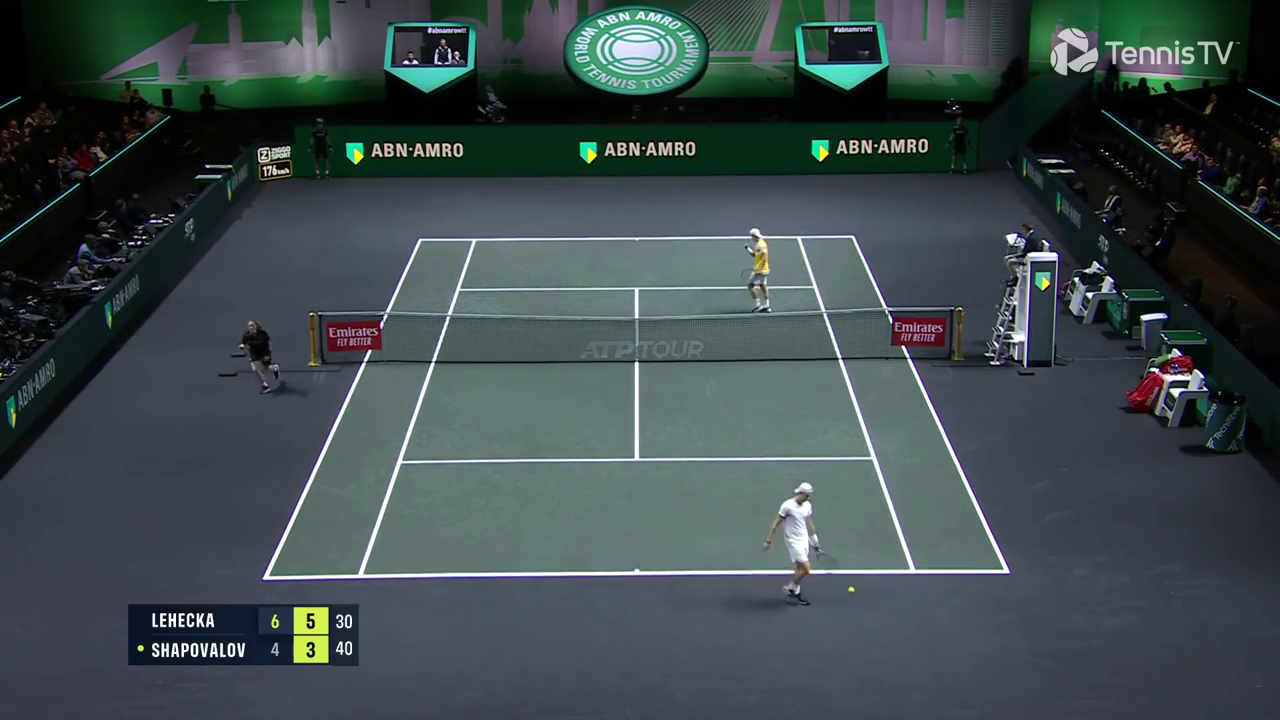 #abnamrowtt
ABN AMRO
WORLD TENNIS TOURNAMENT
#abnamrowtt
TennisTV
ZIGGO
SPORT
176 km/h
ABN·AMRO
ABN·AMRO
ABN·AMRO
ABN·AMRO
ABN·AMRO
Emirates
FLY BETTER
ATP TOUR
Emirates
FLY BETTER
LEHECKA 6 5 30
SHAPOVALOV 4 3 40